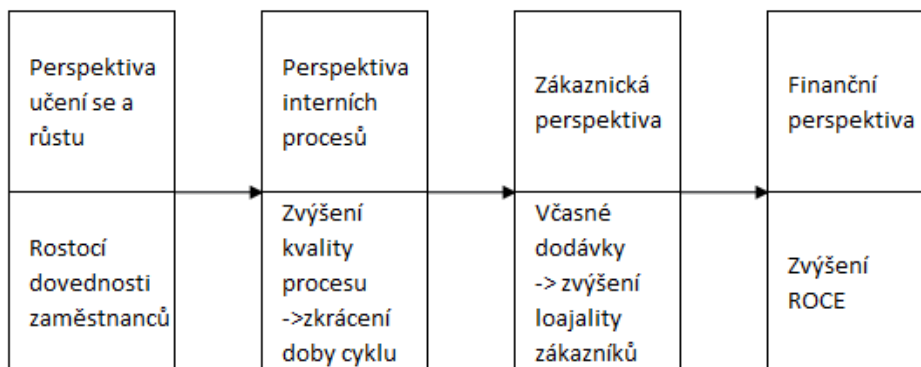 Perspektiva
učení se a
růstu
Rostocí
dovednosti
zaměstnanců
Perspektiva
interních
procesů
Zvýšení
kvality
procesu
->zkrácení
doby cyklu
Zákaznická
perspektiva
Včasné
dodávky
-> zvýšení
loajality
zákazníků
Finanční
perspektiva
Zvýšení
ROCE